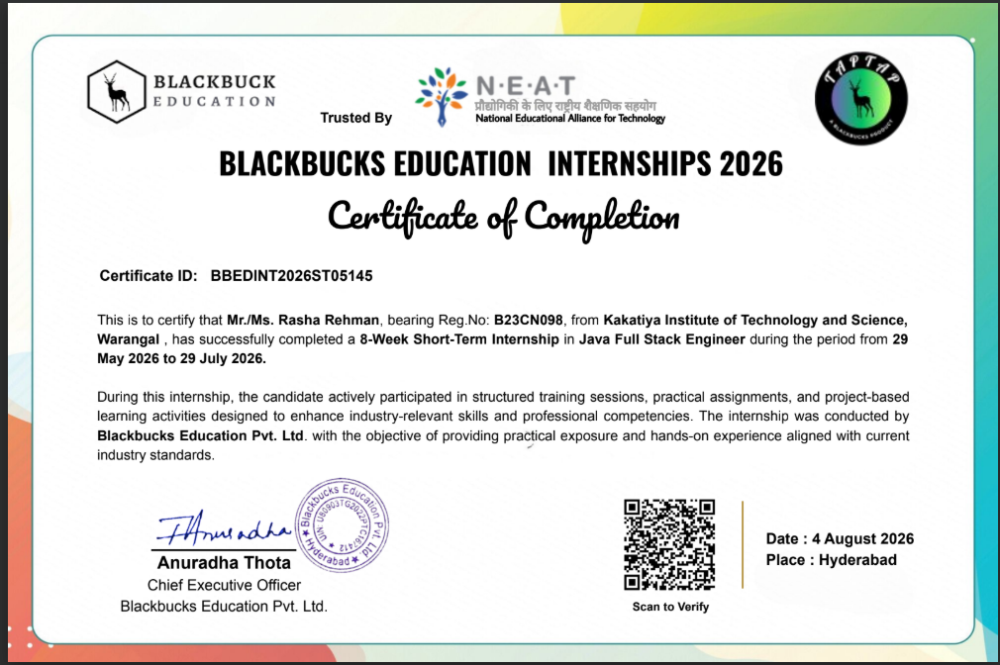 BLACKBUCK
EDUCATION
Trusted By
N·E·A·T
प्रौद्योगिकी के लिए राष्ट्रीय शैक्षणिक सहयोग
National Educational Alliance for Technology
TAPTAP
A BLACKBUCKS PRODUCT
BLACKBUCKS EDUCATION INTERNSHIPS 2026
Certificate of Completion
Certificate ID: BBEDINT2026ST05145
This is to certify that Mr./Ms. Rasha Rehman, bearing Reg.No: B23CN098, from Kakatiya Institute of Technology and Science,
Warangal , has successfully completed a 8-Week Short-Term Internship in Java Full Stack Engineer during the period from 29
May 2026 to 29 July 2026.
During this internship, the candidate actively participated in structured training sessions, practical assignments, and project-based
learning activities designed to enhance industry-relevant skills and professional competencies. The internship was conducted by
Blackbucks Education Pvt. Ltd. with the objective of providing practical exposure and hands-on experience aligned with current
industry standards.
Anuradha
Blackbucks Education Pvt. Ltd.
★ Hyderabad ★
Anuradha Thota
Chief Executive Officer
Blackbucks Education Pvt. Ltd.
Scan to Verify
Date : 4 August 2026
Place : Hyderabad